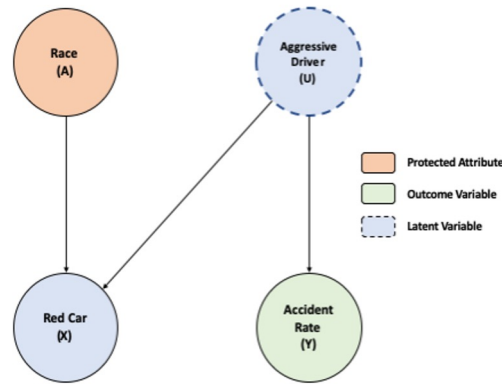 Race
(A)
Aggressive
Driver
(U)
Protected Attribute
Outcome Variable
Latent Variable
Red Car
(X)
Accident
Rate
(Y)